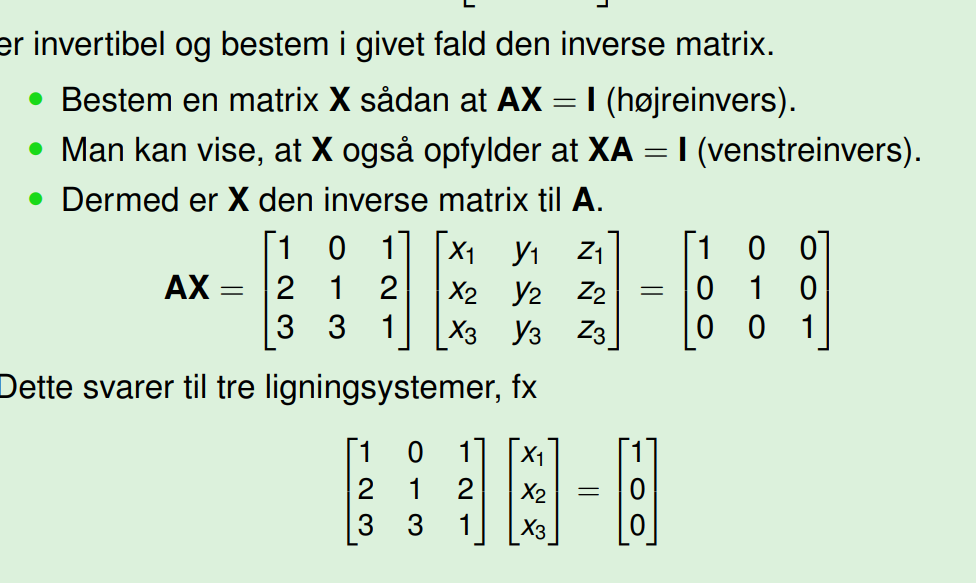 er invertibel og bestem i givet fald den inverse matrix.
• Bestem en matrix X sådan at AX = I (højreinvers).
• Man kan vise, at X også opfylder at XA = I (venstreinvers).
• Dermed er X den inverse matrix til A.
AX = [1 0 1; 2 1 2; 3 3 1] [x₁ y₁ z₁; x₂ y₂ z₂; x₃ y₃ z₃] = [1 0 0; 0 1 0; 0 0 1]
Dette svarer til tre ligningsystemer, fx
[1 0 1; 2 1 2; 3 3 1] [x₁; x₂; x₃] = [1; 0; 0]